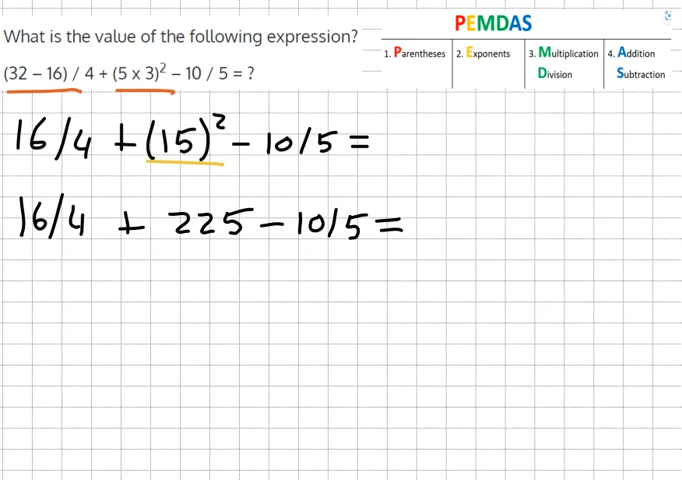 PEMDAS
What is the value of the following expression?
1. Parentheses 2. Exponents 3. Multiplication Division 4. Addition Subtraction
(32 – 16) / 4 + (5 x 3)² – 10 / 5 = ?
16/4 + (15)² – 10/5 =
16/4 + 225 – 10/5 =